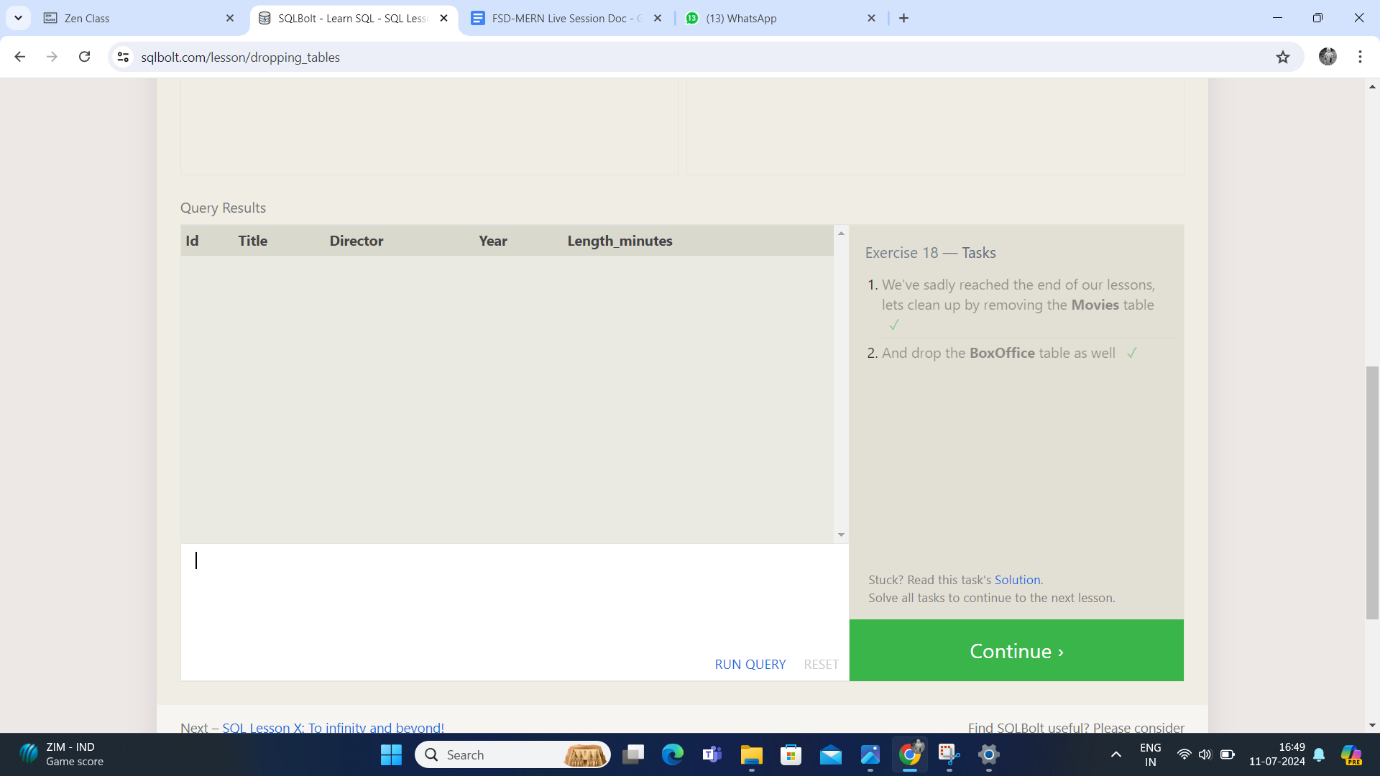 Zen Class
SQLBolt - Learn SQL - SQL Less
FSD-MERN Live Session Doc - G
(13) WhatsApp
sqlbolt.com/lesson/dropping_tables
Query Results
Id Title Director Year Length_minutes
Exercise 18 — Tasks
1. We've sadly reached the end of our lessons,
lets clean up by removing the Movies table
✓
2. And drop the BoxOffice table as well ✓
Stuck? Read this task's Solution.
Solve all tasks to continue to the next lesson.
RUN QUERY RESET
Continue ›
Next – SQL Lesson X: To infinity and beyond!
Find SQLBolt useful? Please consider
ZIM - IND
Game score
Search
ENG
IN
16:49
11-07-2024
PRE